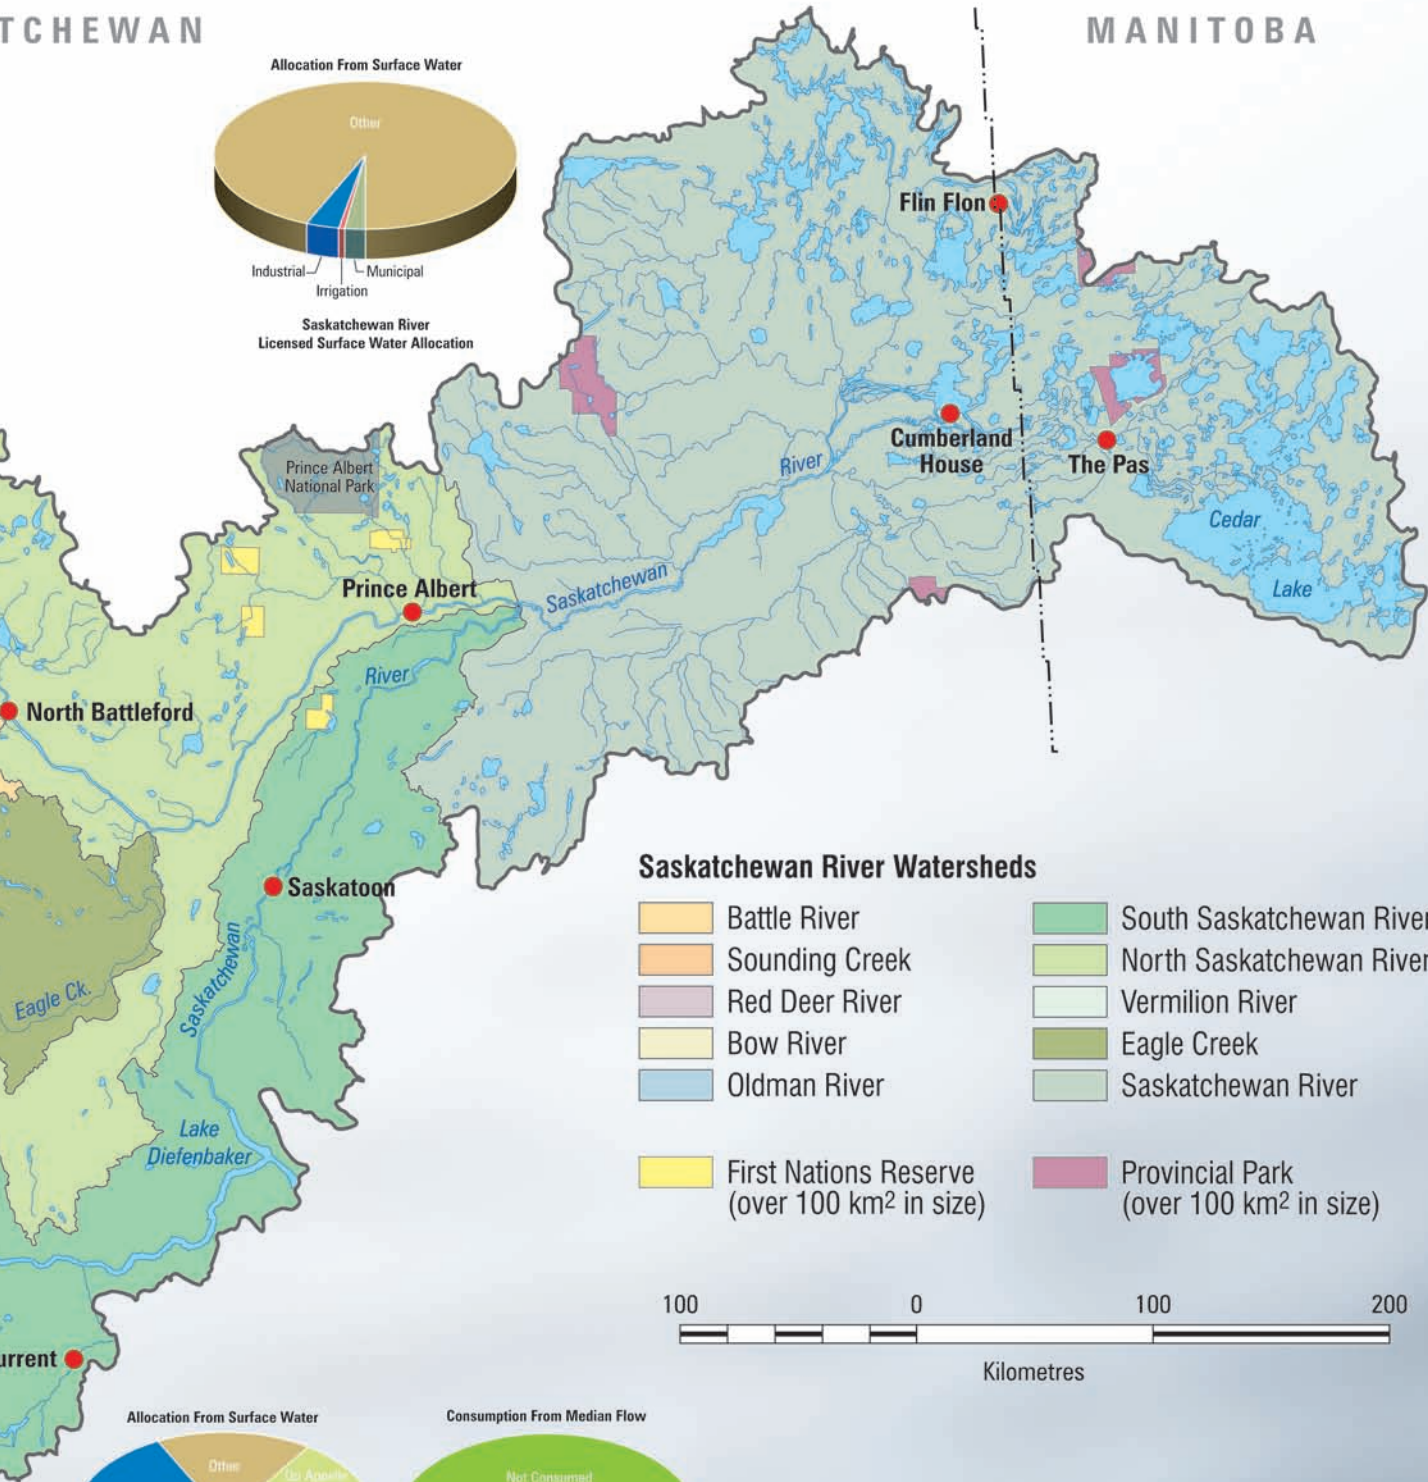 TCHEWAN
MANITOBA
Allocation From Surface Water
Other
Industrial
Irrigation
Municipal
Saskatchewan River
Licensed Surface Water Allocation
Flin Flon
Cumberland
House
The Pas
River
Saskatchewan
Cedar
Lake
Prince Albert
National Park
Prince Albert
River
North Battleford
Saskatoon
Saskatchewan
Eagle Ck.
Lake
Diefenbaker
urrent
Saskatchewan River Watersheds
Battle River
Sounding Creek
Red Deer River
Bow River
Oldman River
South Saskatchewan River
North Saskatchewan River
Vermilion River
Eagle Creek
Saskatchewan River
First Nations Reserve
(over 100 km2 in size)
Provincial Park
(over 100 km2 in size)
100 0 100 200
Kilometres
Allocation From Surface Water
Other
Qu'Appelle
Consumption From Median Flow
Not Consumed